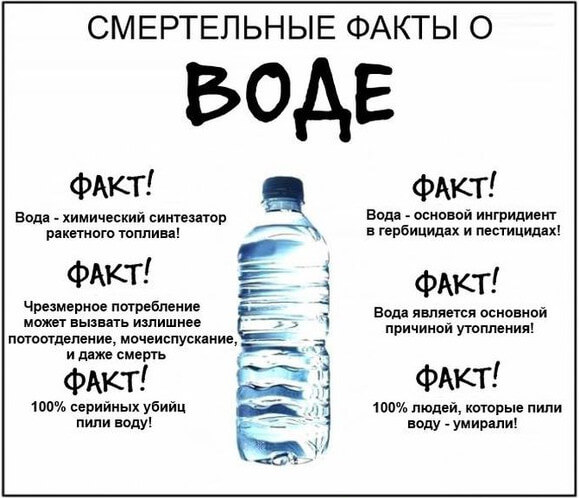 СМЕРТЕЛЬНЫЕ ФАКТЫ О
ВОДЕ
ФАКТ!
Вода - химический синтезатор
ракетного топлива!
ФАКТ!
Чрезмерное потребление
может вызвать излишнее
потоотделение, мочеиспускание,
и даже смерть
ФАКТ!
100% серийных убийц
пили воду!
ФАКТ!
Вода - основой ингридиент
в гербицидах и пестицидах!
ФАКТ!
Вода является основной
причиной утопления!
ФАКТ!
100% людей, которые пили
воду - умирали!